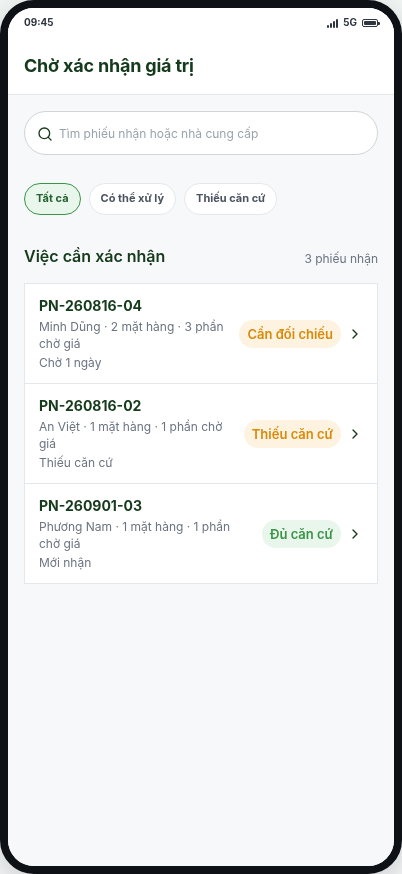 09:45
5G
Chờ xác nhận giá trị
Tìm phiếu nhận hoặc nhà cung cấp
Tất cả
Có thể xử lý
Thiếu căn cứ
Việc cần xác nhận
3 phiếu nhận
PN-260816-04
Minh Dũng · 2 mặt hàng · 3 phần
chờ giá
Chờ 1 ngày
Cần đối chiếu
PN-260816-02
An Việt · 1 mặt hàng · 1 phần chờ
giá
Thiếu căn cứ
Thiếu căn cứ
PN-260901-03
Phương Nam · 1 mặt hàng · 1 phần
chờ giá
Mới nhận
Đủ căn cứ